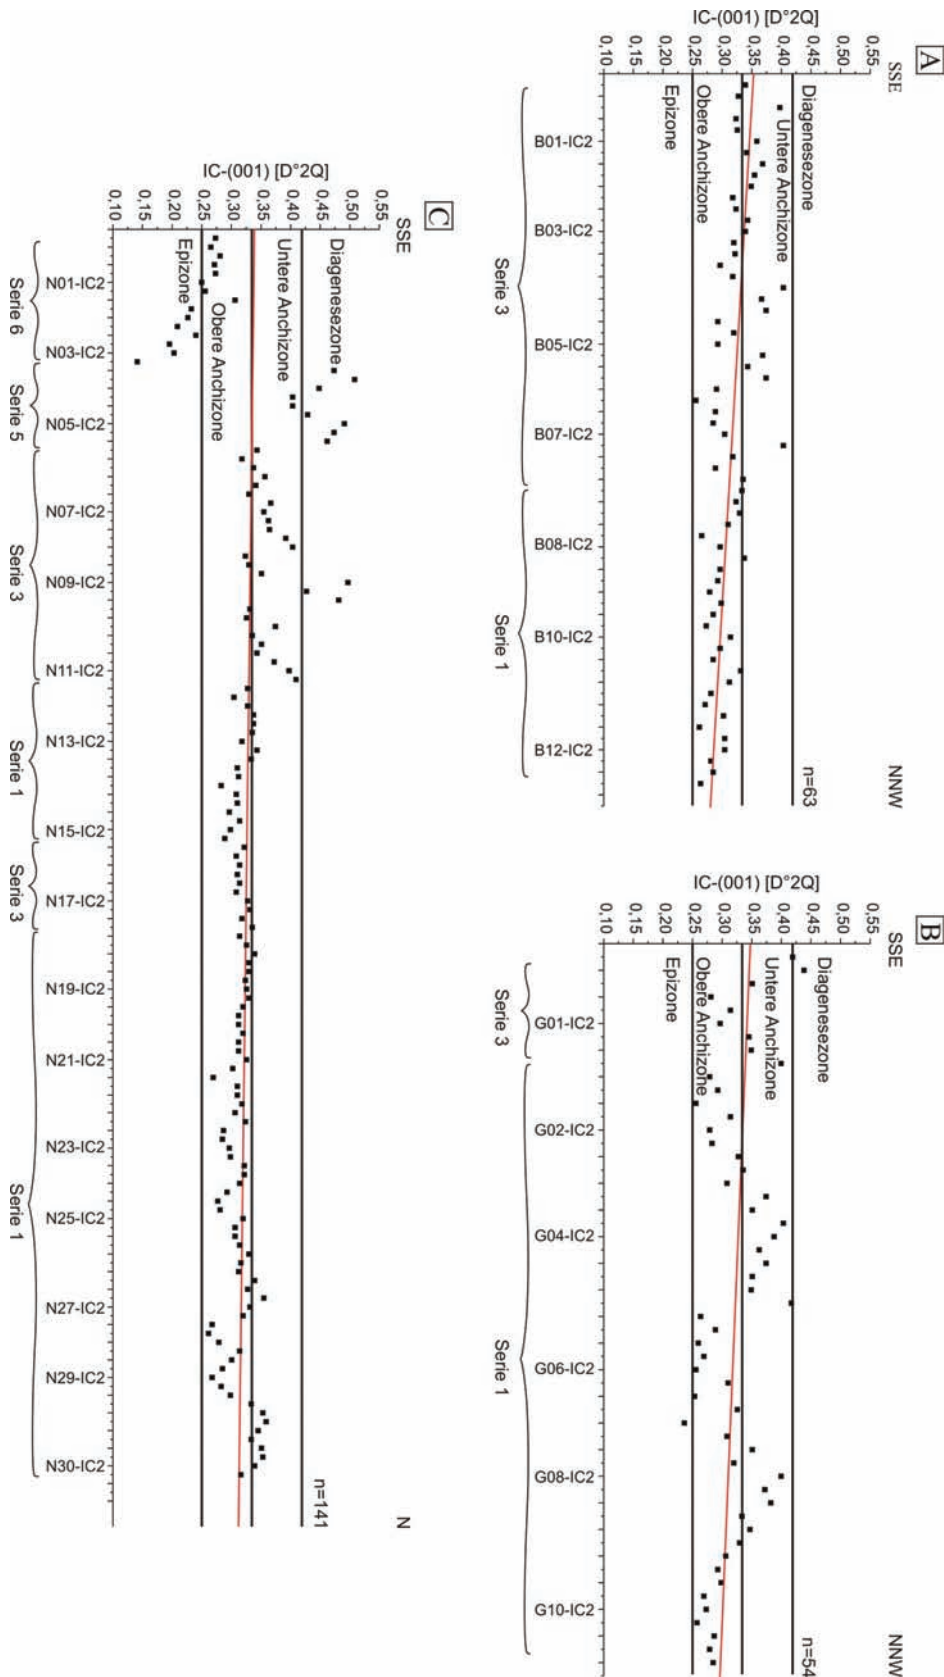 A
SSE
NNW
n=63
IC-(001) [D°2Q]
0,55
0,50
0,45
0,40
0,35
0,30
0,25
0,20
0,15
0,10
Diagenesezone
Untere Anchizone
Obere Anchizone
Epizone
B01-IC2
B03-IC2
B05-IC2
B07-IC2
B08-IC2
B10-IC2
B12-IC2
Serie 3
Serie 1
B
SSE
NNW
n=54
IC-(001) [D°2Q]
0,55
0,50
0,45
0,40
0,35
0,30
0,25
0,20
0,15
0,10
Diagenesezone
Untere Anchizone
Obere Anchizone
Epizone
G01-IC2
G02-IC2
G04-IC2
G06-IC2
G08-IC2
G10-IC2
Serie 3
Serie 1
C
SSE
N
n=141
IC-(001) [D°2Q]
0,55
0,50
0,45
0,40
0,35
0,30
0,25
0,20
0,15
0,10
Diagenesezone
Untere Anchizone
Obere Anchizone
Epizone
N01-IC2
N03-IC2
N05-IC2
N07-IC2
N09-IC2
N11-IC2
N13-IC2
N15-IC2
N17-IC2
N19-IC2
N21-IC2
N23-IC2
N25-IC2
N27-IC2
N29-IC2
N30-IC2
Serie 6
Serie 5
Serie 3
Serie 1
Serie 3
Serie 1